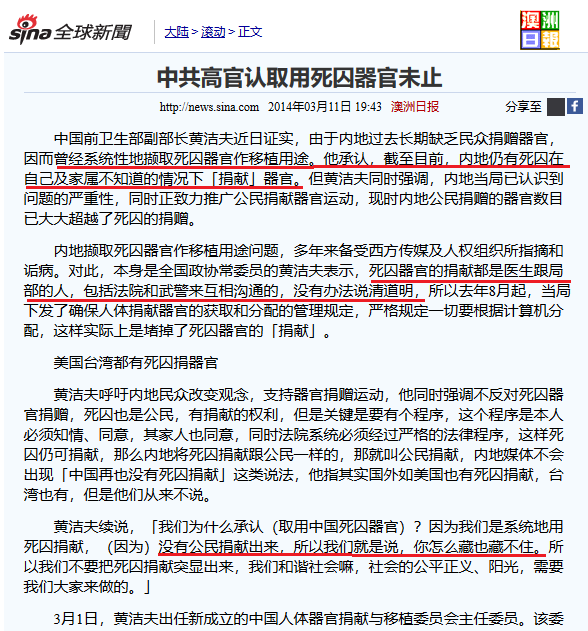 sina全球新聞
大陆 > 滚动 > 正文
澳洲日報
中共高官认取用死囚器官未止
http://news.sina.com 2014年03月11日 19:43 澳洲日报 分享至 f
中国前卫生部副部长黄洁夫近日证实，由于内地过去长期缺乏民众捐赠器官，
因而曾经系统性地撷取死囚器官作移植用途。他承认，截至目前，内地仍有死囚在
自己及家属不知道的情况下「捐献」器官。但黄洁夫同时强调，内地当局已认识到
问题的严重性，同时正致力推广公民捐献器官运动，现时内地公民捐赠的器官数目
已大大超越了死囚的捐赠。
内地撷取死囚器官作移植用途问题，多年来备受西方传媒及人权组织所指摘和
诟病。对此，本身是全国政协常委员的黄洁夫表示，死囚器官的捐献都是医生跟局
部的人，包括法院和武警来互相沟通的，没有办法说清道明，所以去年8月起，当局
下发了确保人体捐献器官的获取和分配的管理规定，严格规定一切要根据计算机分
配，这样实际上是堵掉了死囚器官的「捐献」。
美国台湾都有死囚捐器官
黄洁夫呼吁内地民众改变观念，支持器官捐赠运动，他同时强调不反对死囚器
官捐赠，死囚也是公民，有捐献的权利，但是关键是要有个程序，这个程序是本人
必须知情、同意，其家人也同意，同时法院系统必须经过严格的法律程序，这样死
囚仍可捐献，那么内地将死囚捐献跟公民一样的，那就叫公民捐献，内地媒体不会
出现「中国再也没有死囚捐献」这类说法，他指其实国外如美国也有死囚捐献，台
湾也有，但是他们从来不说。
黄洁夫续说，「我们为什么承认（取用中国死囚器官）？因为我们是系统地用
死囚捐献，（因为）没有公民捐献出来，所以我们就是说，你怎么藏也藏不住。所
以我们不要把死囚捐献突显出来，我们和谐社会嘛，社会的公平正义、阳光，需要
我们大家来做的。」
3月1日，黄洁夫出任新成立的中国人体器官捐献与移植委员会主任委员。该委